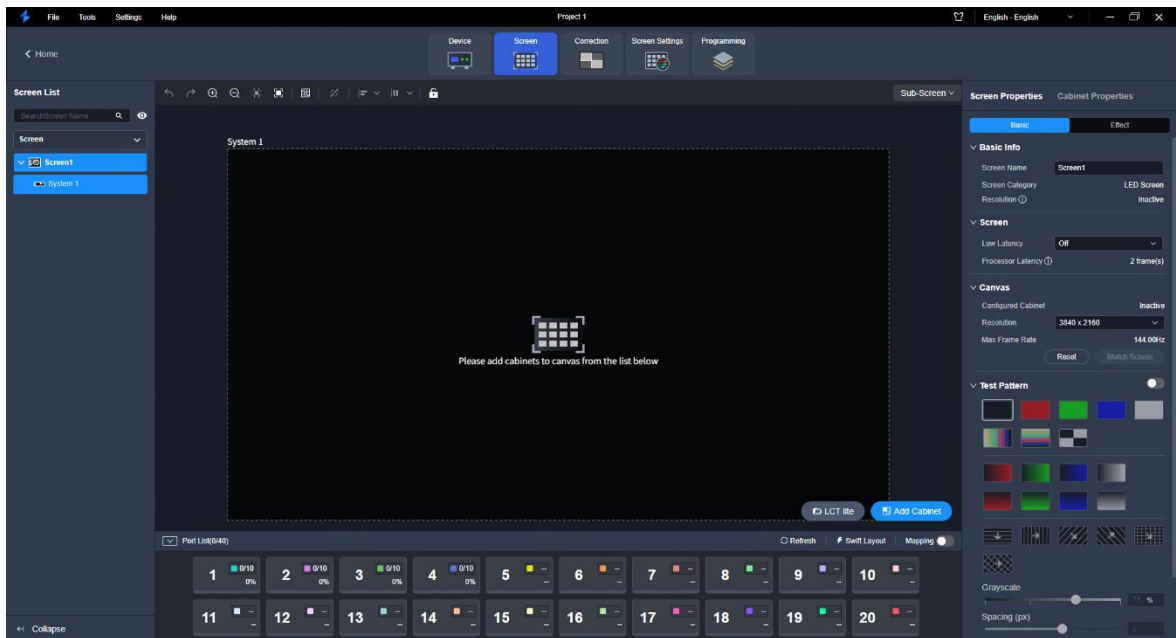 File Tools Settings Help Project 1 English - English
Home
Device Screen Correction Screen Settings Programming
Screen List
SearchScreen Name
Screen
Screen1
System 1
Sub-Screen
System 1
Please add cabinets to canvas from the list below
LCT lite Add Cabinet
Port List(0/40) Refresh Swift Layout Mapping
1 0/10 0% 2 0/10 0% 3 0/10 0% 4 0/10 0% 5 -- -- 6 -- -- 7 -- -- 8 -- -- 9 -- -- 10 -- --
11 -- -- 12 -- -- 13 -- -- 14 -- -- 15 -- -- 16 -- -- 17 -- -- 18 -- -- 19 -- -- 20 -- --
Collapse
Screen Properties Cabinet Properties
Basic Effect
Basic Info
Screen Name Screen1
Screen Category LED Screen
Resolution Inactive
Screen
Low Latency Off
Processor Latency 2 frame(s)
Canvas
Configured Cabinet Inactive
Resolution 3840 x 2160
Max Frame Rate 144.00Hz
Reset Match Screen
Test Pattern
Grayscale %
Spacing (px)